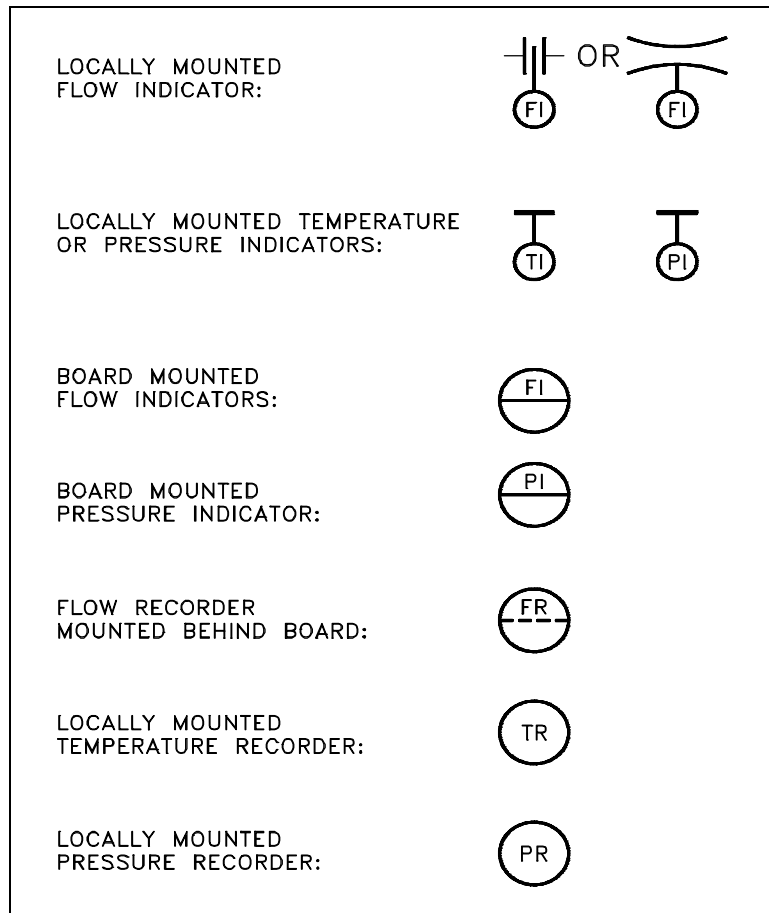 LOCALLY MOUNTED
FLOW INDICATOR:
OR
FI
FI
LOCALLY MOUNTED TEMPERATURE
OR PRESSURE INDICATORS:
TI
PI
BOARD MOUNTED
FLOW INDICATORS:
FI
BOARD MOUNTED
PRESSURE INDICATOR:
PI
FLOW RECORDER
MOUNTED BEHIND BOARD:
FR
LOCALLY MOUNTED
TEMPERATURE RECORDER:
TR
LOCALLY MOUNTED
PRESSURE RECORDER:
PR